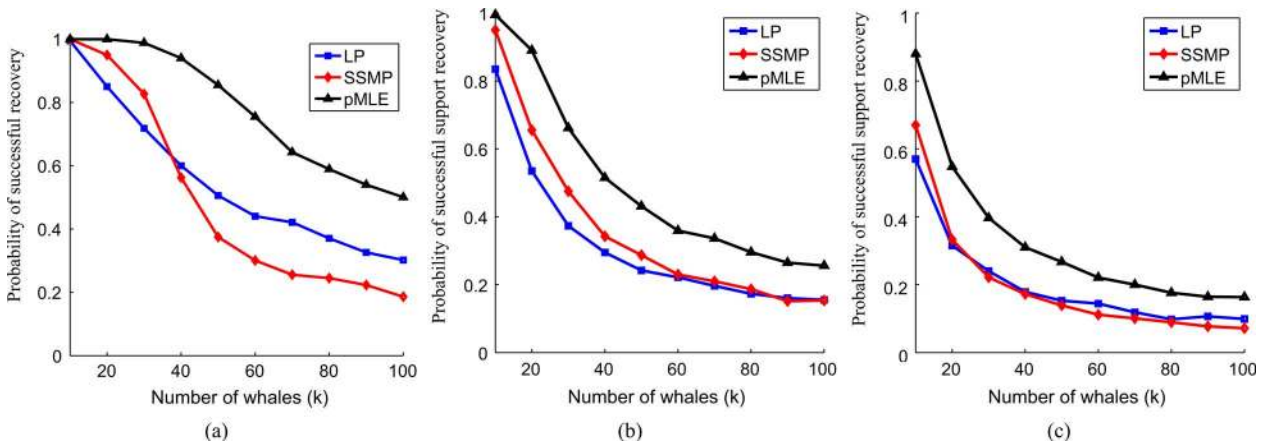 Probability of successful recovery
1
0.8
0.6
0.4
0.2
0
20 40 60 80 100
Number of whales (k)
LP
SSMP
pMLE
(a)
Probability of successful support recovery
1
0.8
0.6
0.4
0.2
0
20 40 60 80 100
Number of whales (k)
LP
SSMP
pMLE
(b)
Probability of successful support recovery
1
0.8
0.6
0.4
0.2
0
20 40 60 80 100
Number of whales (k)
LP
SSMP
pMLE
(c)